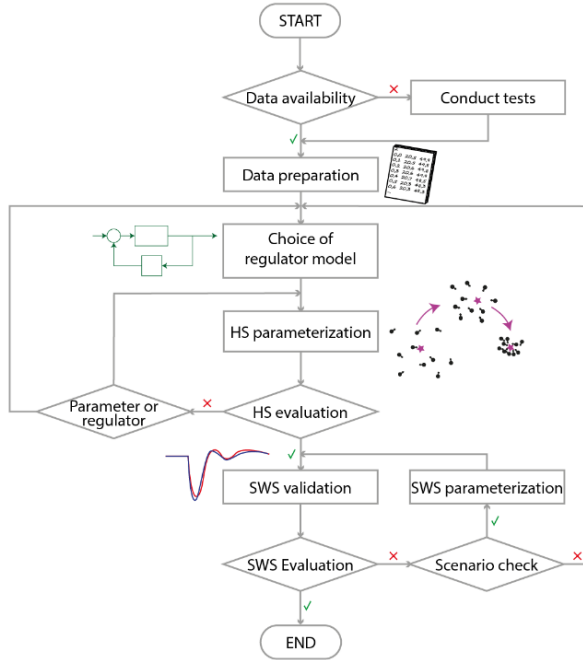 START
Data availability
Conduct tests
Data preparation
Choice of
regulator model
HS parameterization
Parameter or
regulator
HS evaluation
SWS validation
SWS parameterization
SWS Evaluation
Scenario check
END